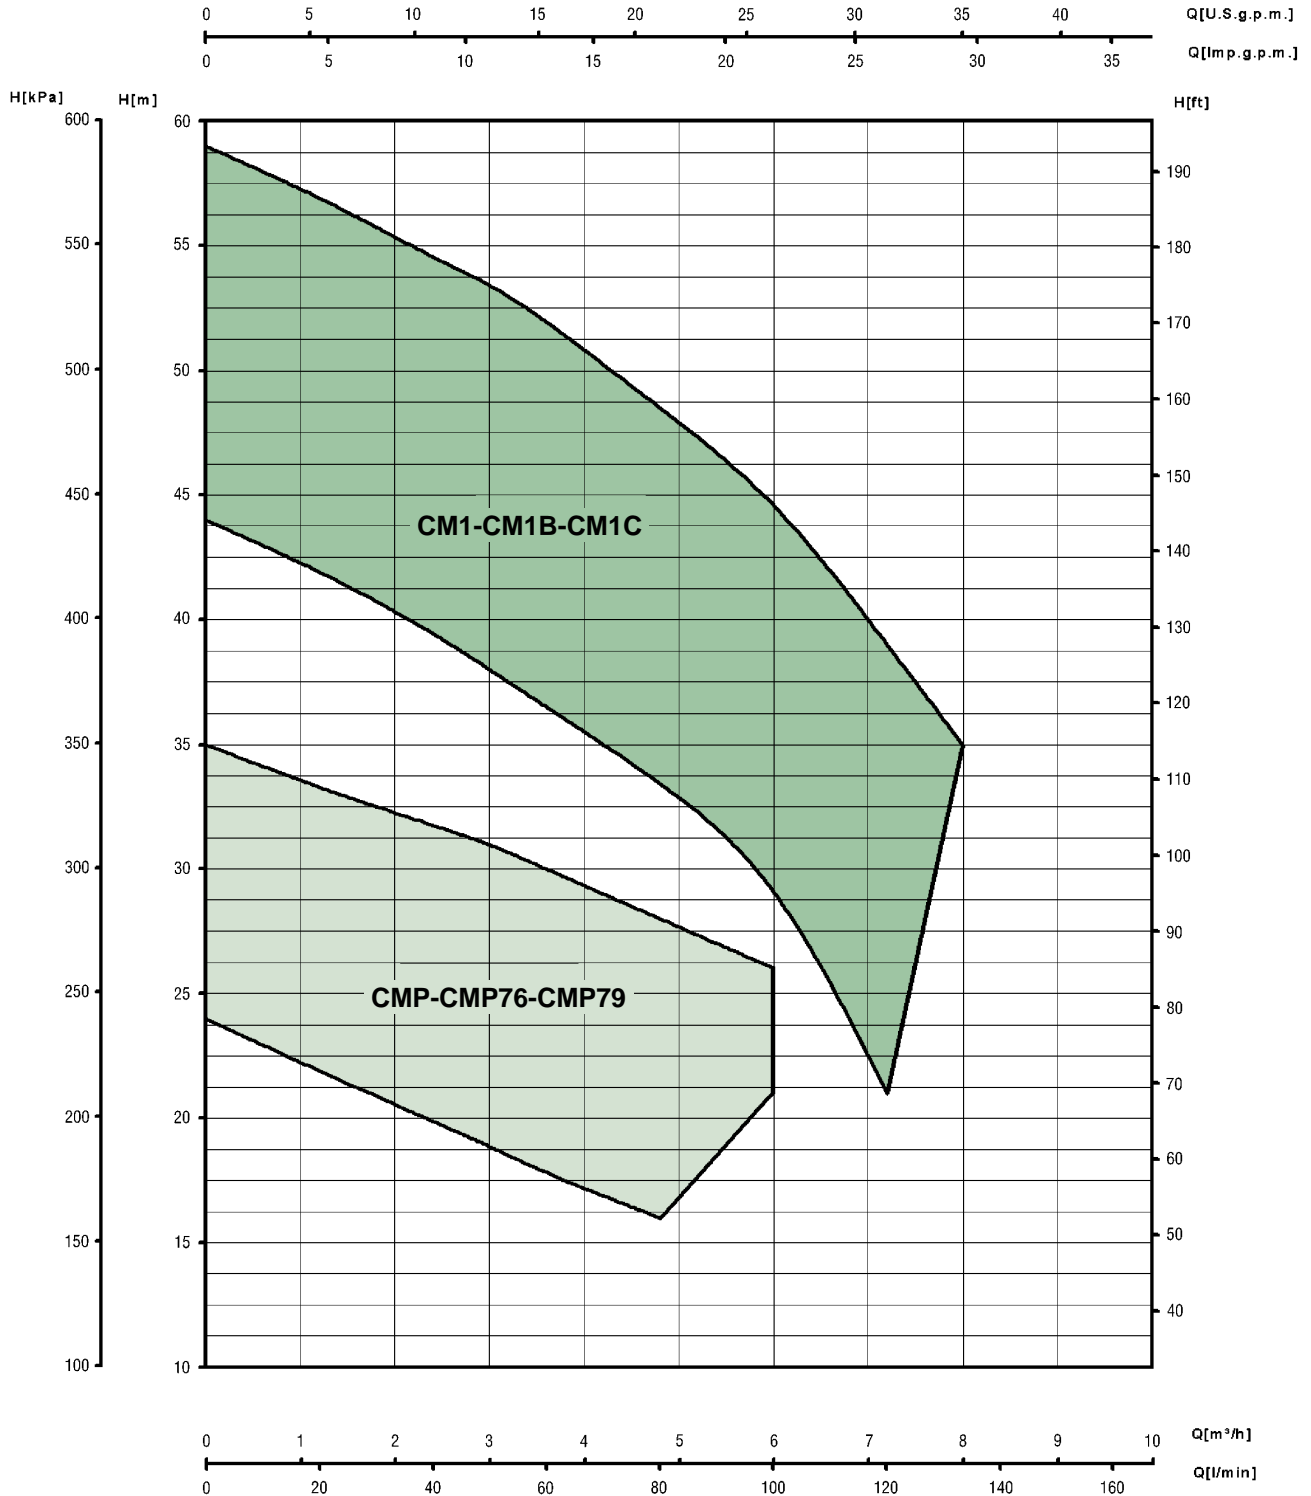 0 5 10 15 20 25 30 35 40 Q[U.S.g.p.m.]
0 5 10 15 20 25 30 35 Q[Imp.g.p.m.]
H[kPa] H[m] H[ft]
600 60
190
550 55 180
170
500 50
160
150
450 45
CM1-CM1B-CM1C
140
400 40 130
120
350 35
110
300 30 100
90
250 25
CMP-CMP76-CMP79
80
70
200 20
60
150 15 50
40
100 10
0 1 2 3 4 5 6 7 8 9 10 Q[m³/h]
0 20 40 60 80 100 120 140 160 Q[l/min]